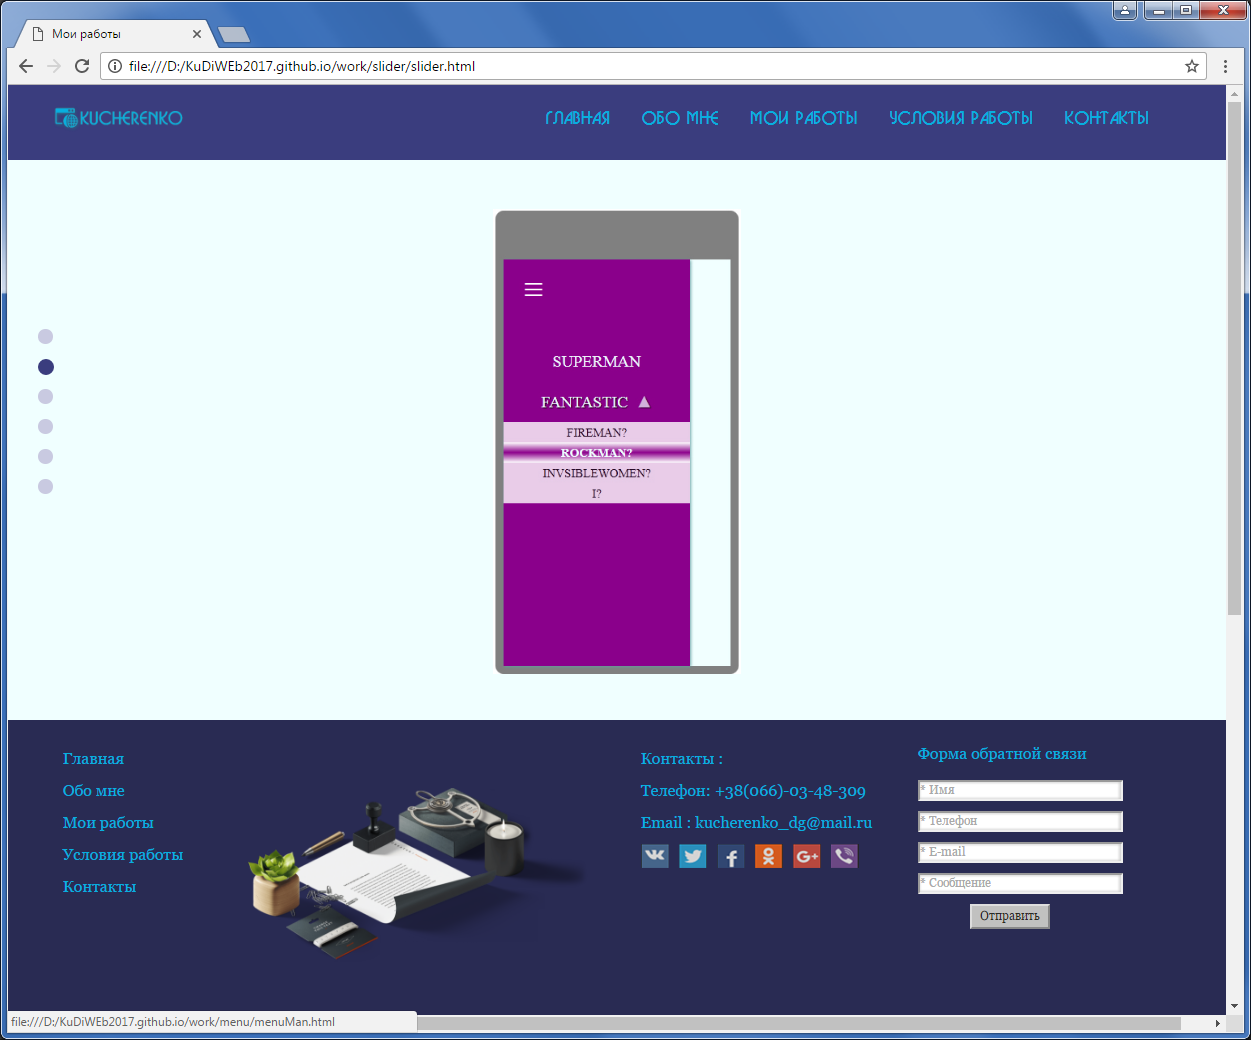 Мои работы
file:///D:/KuDiWEb2017.github.io/work/slider/slider.html
KUCHERENKO
ГЛАВНАЯ ОБО МНЕ МОИ РАБОТЫ УСЛОВИЯ РАБОТЫ КОНТАКТЫ
SUPERMAN
FANTASTIC
FIREMAN?
ROCKMAN?
INVSIBLEWOMEN?
I?
Главная
Обо мне
Мои работы
Условия работы
Контакты
Контакты :
Телефон: +38(066)-03-48-309
Email : kucherenko_dg@mail.ru
Форма обратной связи
* Имя
* Телефон
* E-mail
* Сообщение
Отправить
file:///D:/KuDiWEb2017.github.io/work/menu/menuMan.html